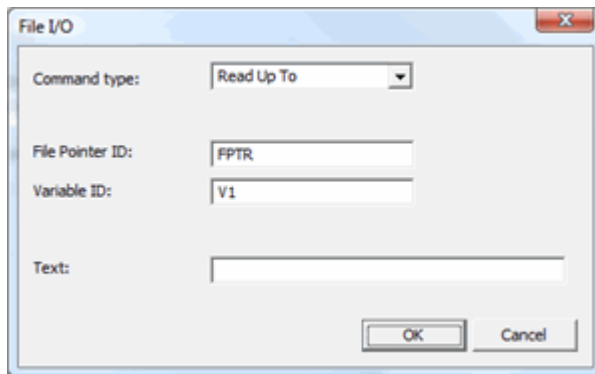 File I/O
Command type: Read Up To
File Pointer ID: FPTR
Variable ID: V1
Text:
OK Cancel